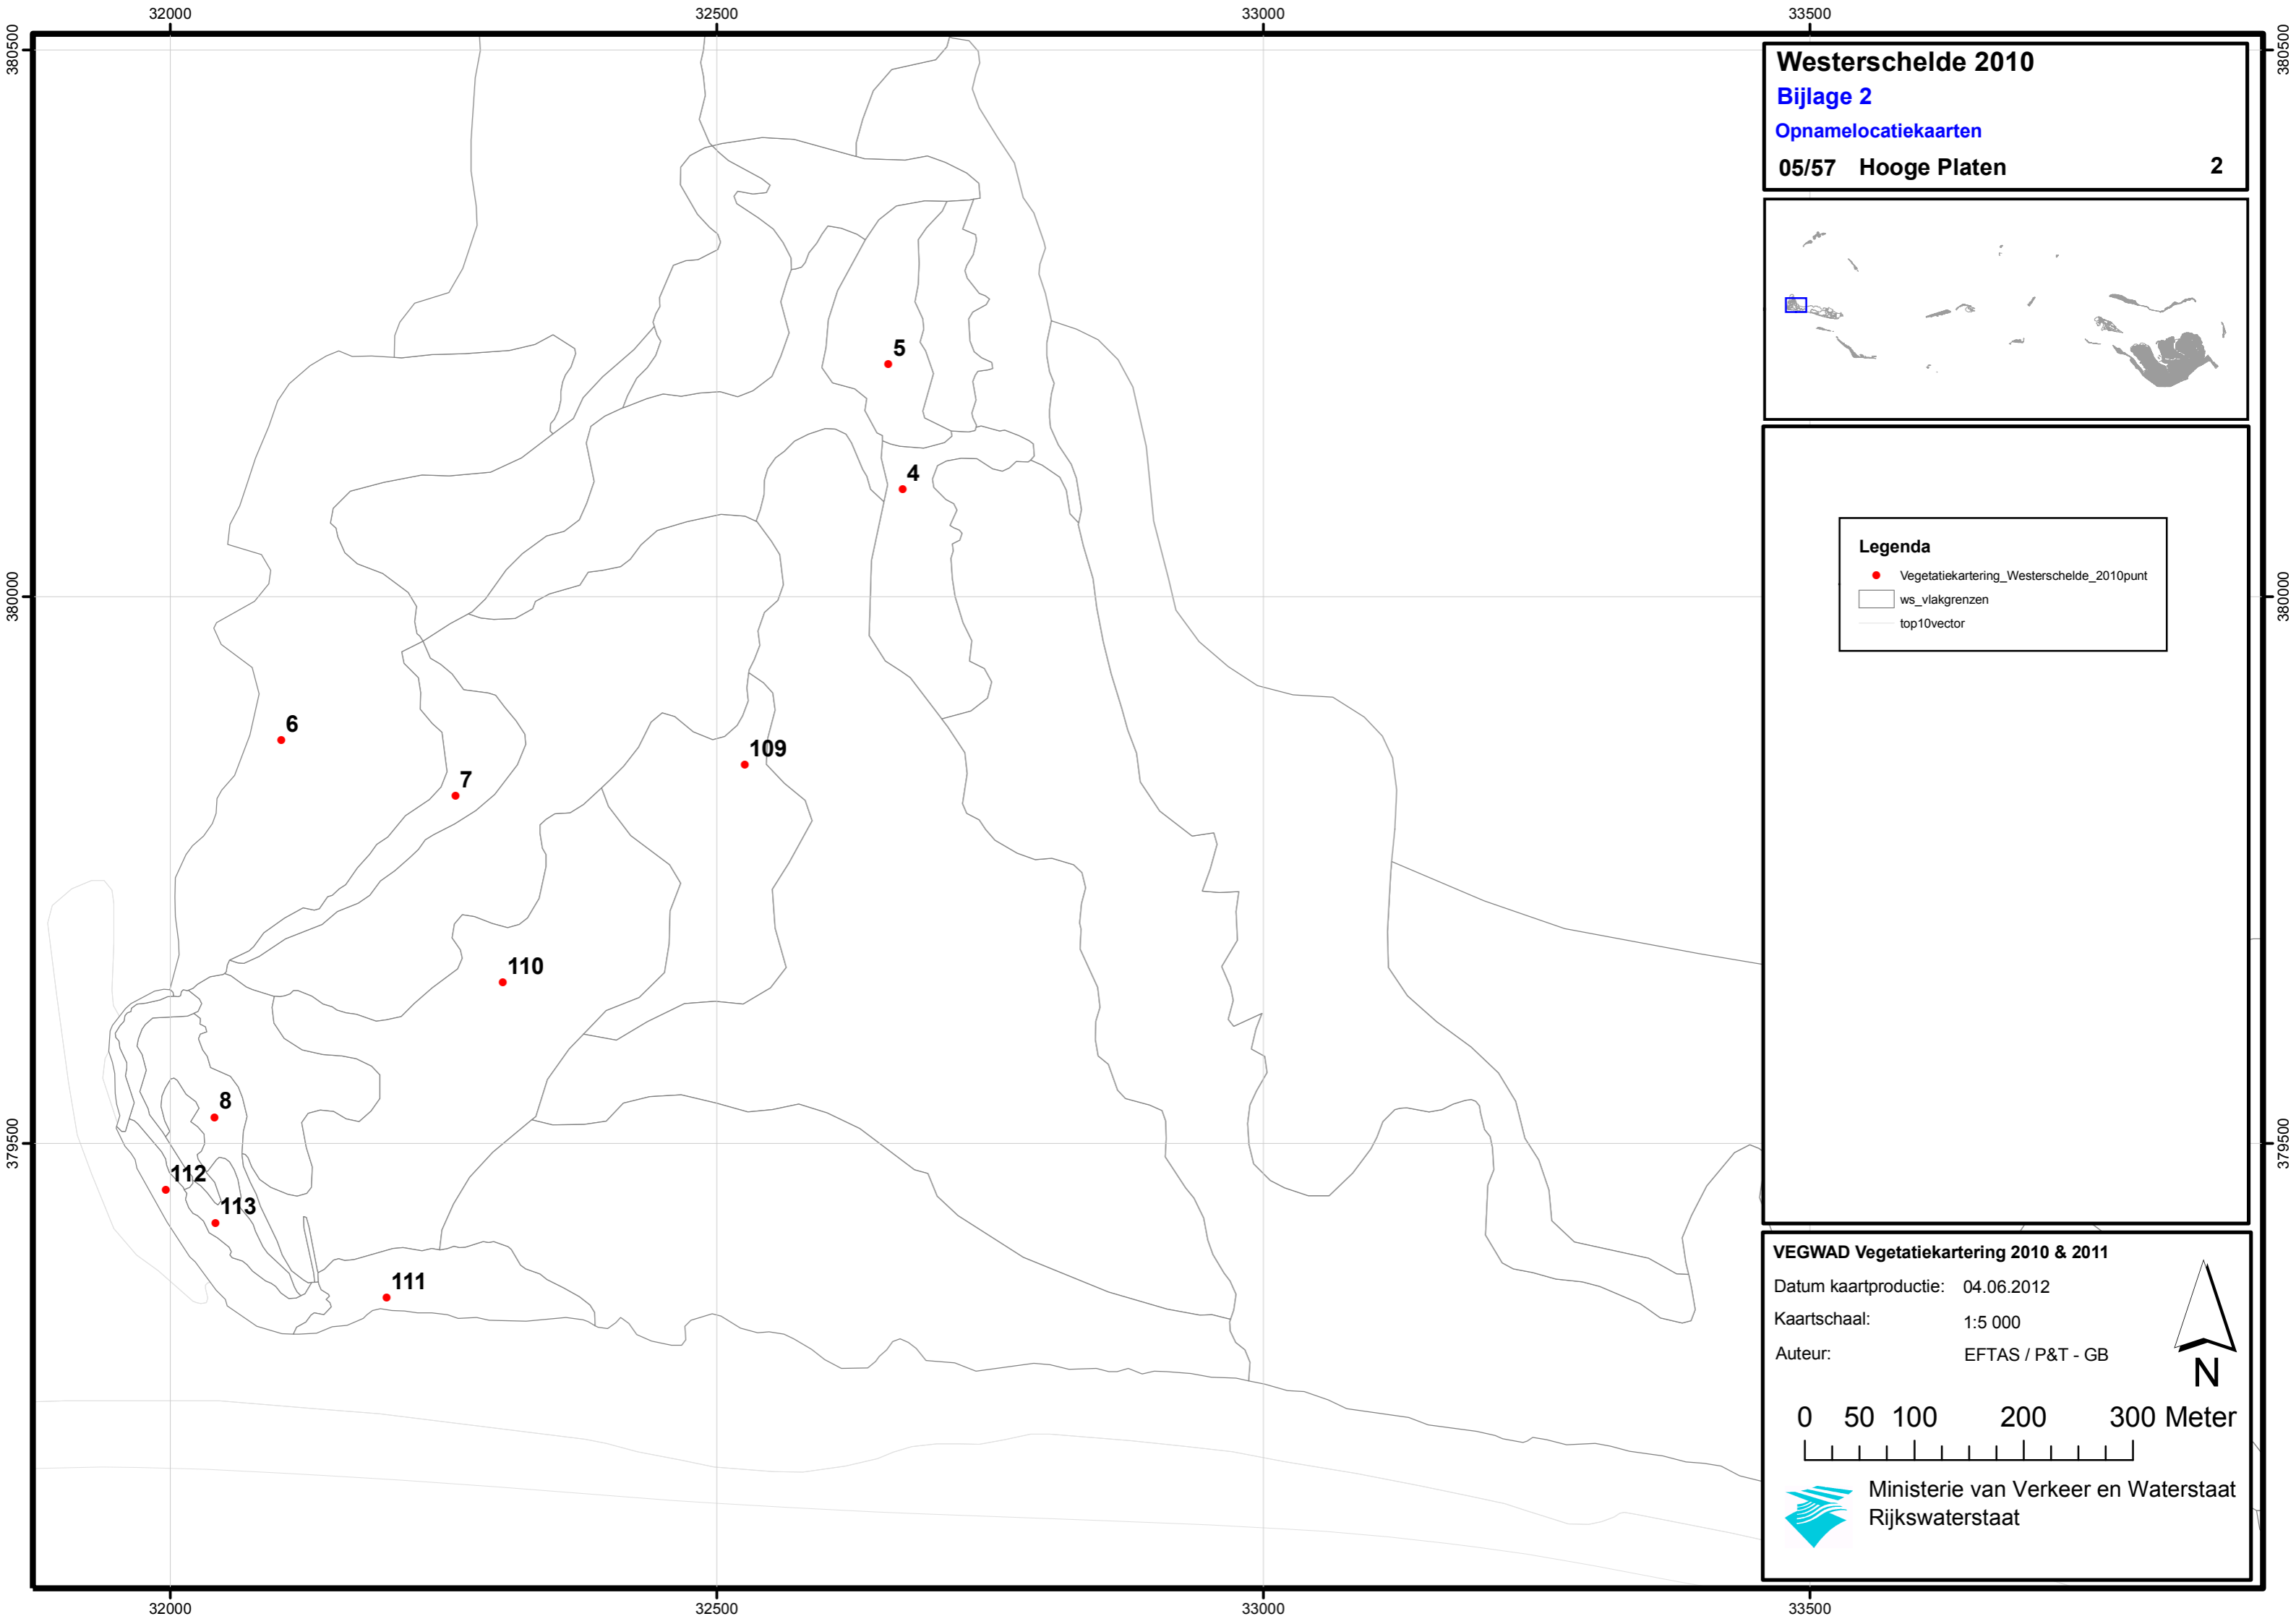 32000 32500 33000 33500
380500 380500
Westerschelde 2010
Bijlage 2
Opnamelocatiekaarten
05/57 Hooge Platen 2
5
4
Legenda
Vegetatiekartering_Westerschelde_2010punt
ws_vlakgrenzen
top10vector
380000 380000
6
109
7
110
8
379500 379500
112
113
111
VEGWAD Vegetatiekartering 2010 & 2011
Datum kaartproductie: 04.06.2012
Kaartschaal: 1:5 000
Auteur: EFTAS / P&T - GB
N
0 50 100 200 300 Meter
Ministerie van Verkeer en Waterstaat
Rijkswaterstaat
32000 32500 33000 33500